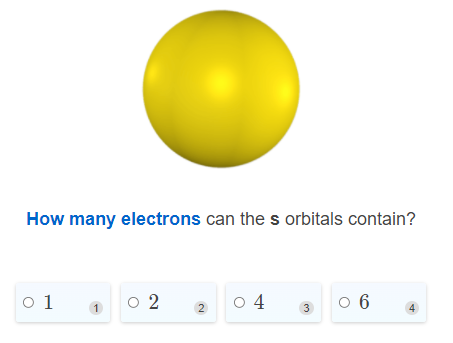 How many electrons can the s orbitals contain?
1 1 2 2 4 3 6 4